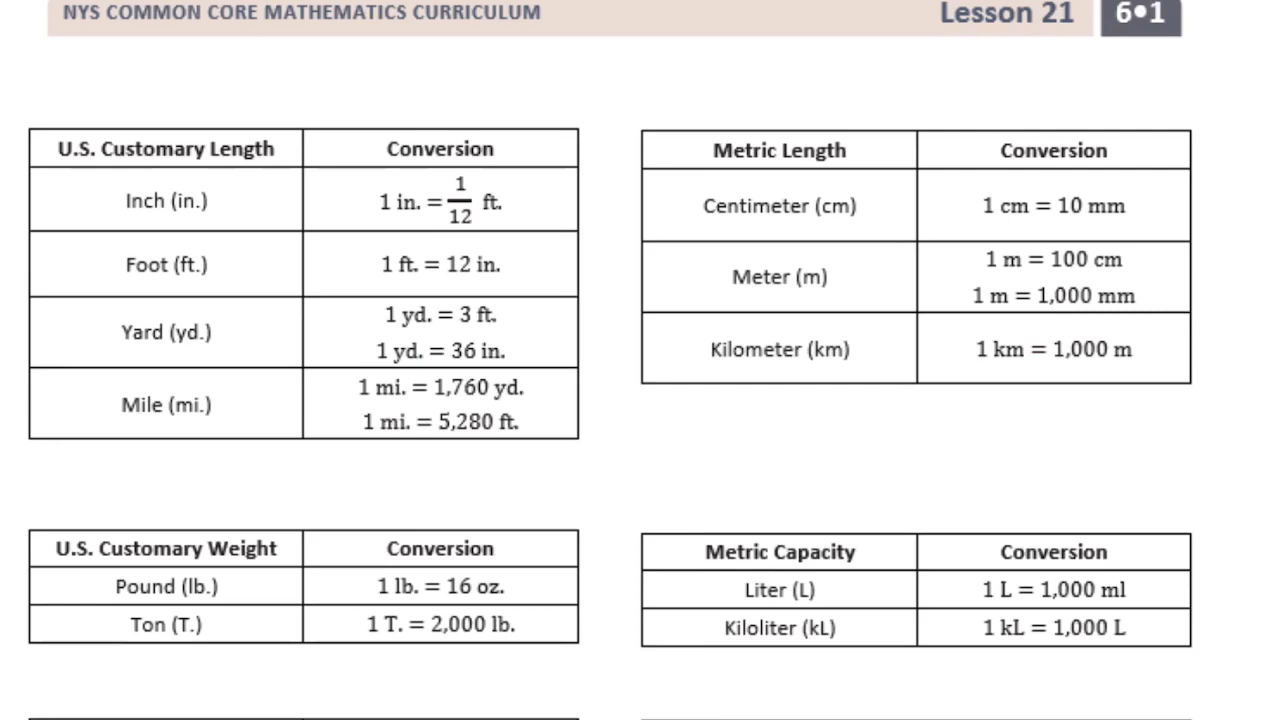 NYS COMMON CORE MATHEMATICS CURRICULUM Lesson 21 6•1
U.S. Customary Length Conversion
Inch (in.) 1 in. = 1/12 ft.
Foot (ft.) 1 ft. = 12 in.
Yard (yd.) 1 yd. = 3 ft.
1 yd. = 36 in.
Mile (mi.) 1 mi. = 1,760 yd.
1 mi. = 5,280 ft.
Metric Length Conversion
Centimeter (cm) 1 cm = 10 mm
Meter (m) 1 m = 100 cm
1 m = 1,000 mm
Kilometer (km) 1 km = 1,000 m
U.S. Customary Weight Conversion
Pound (lb.) 1 lb. = 16 oz.
Ton (T.) 1 T. = 2,000 lb.
Metric Capacity Conversion
Liter (L) 1 L = 1,000 ml
Kiloliter (kL) 1 kL = 1,000 L